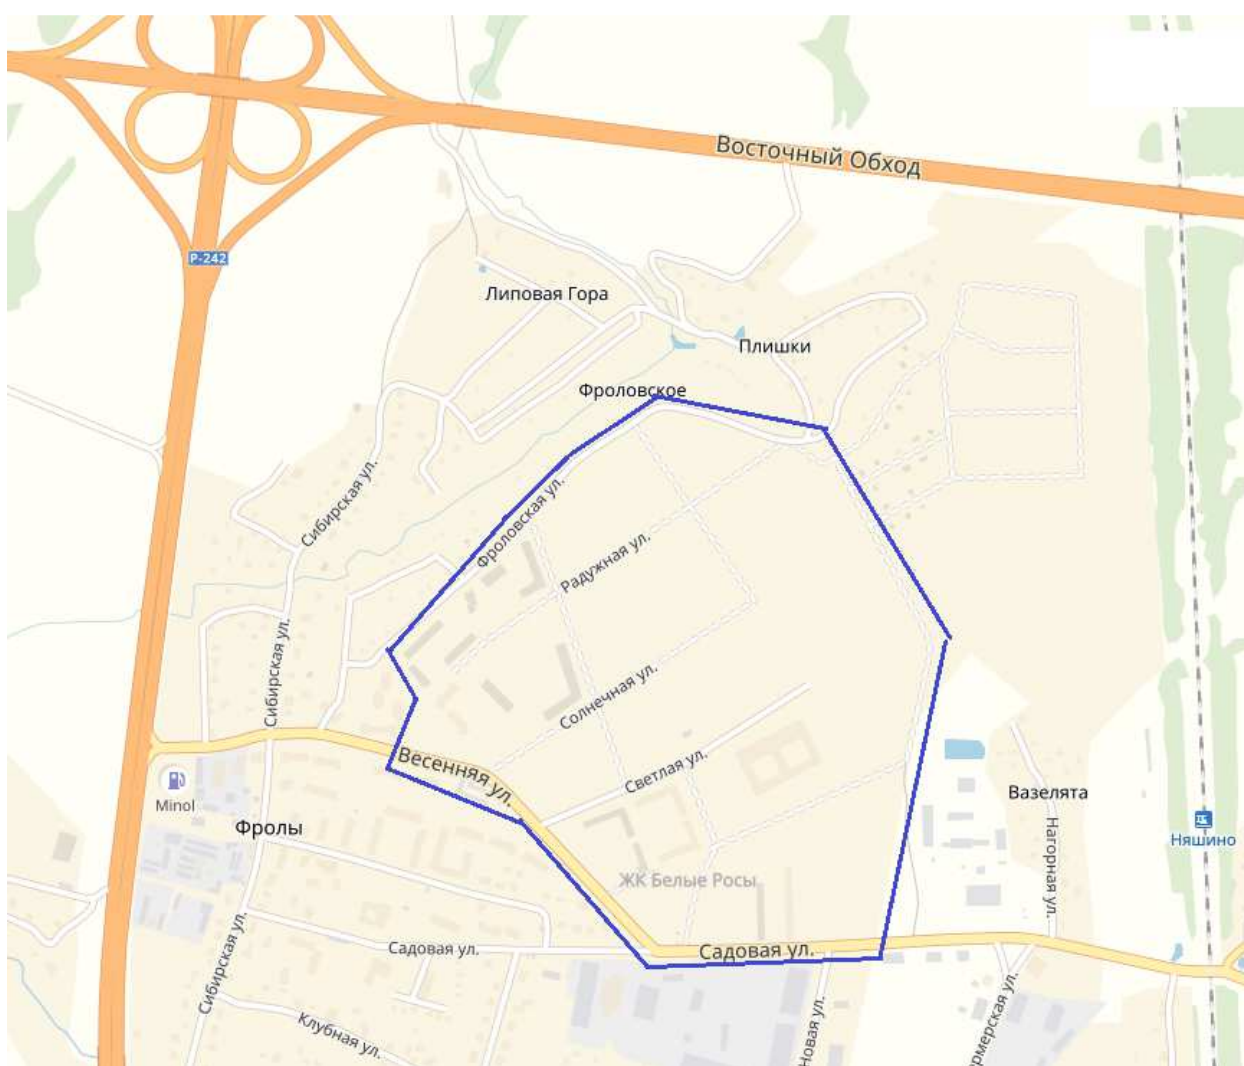 Восточный Обход
Р-242
Липовая Гора
Плишки
Фроловское
Сибирская ул.
Фроловская ул.
Радужная ул.
Сибирская ул.
Солнечная ул.
Весенняя ул.
Светлая ул.
Minol
Вазелята
Фролы
Няшино
Нагорная ул.
ЖК Белые Росы
Садовая ул.
Садовая ул.
Сибирская ул.
Клубная ул.
Новая ул.
рмерская ул.